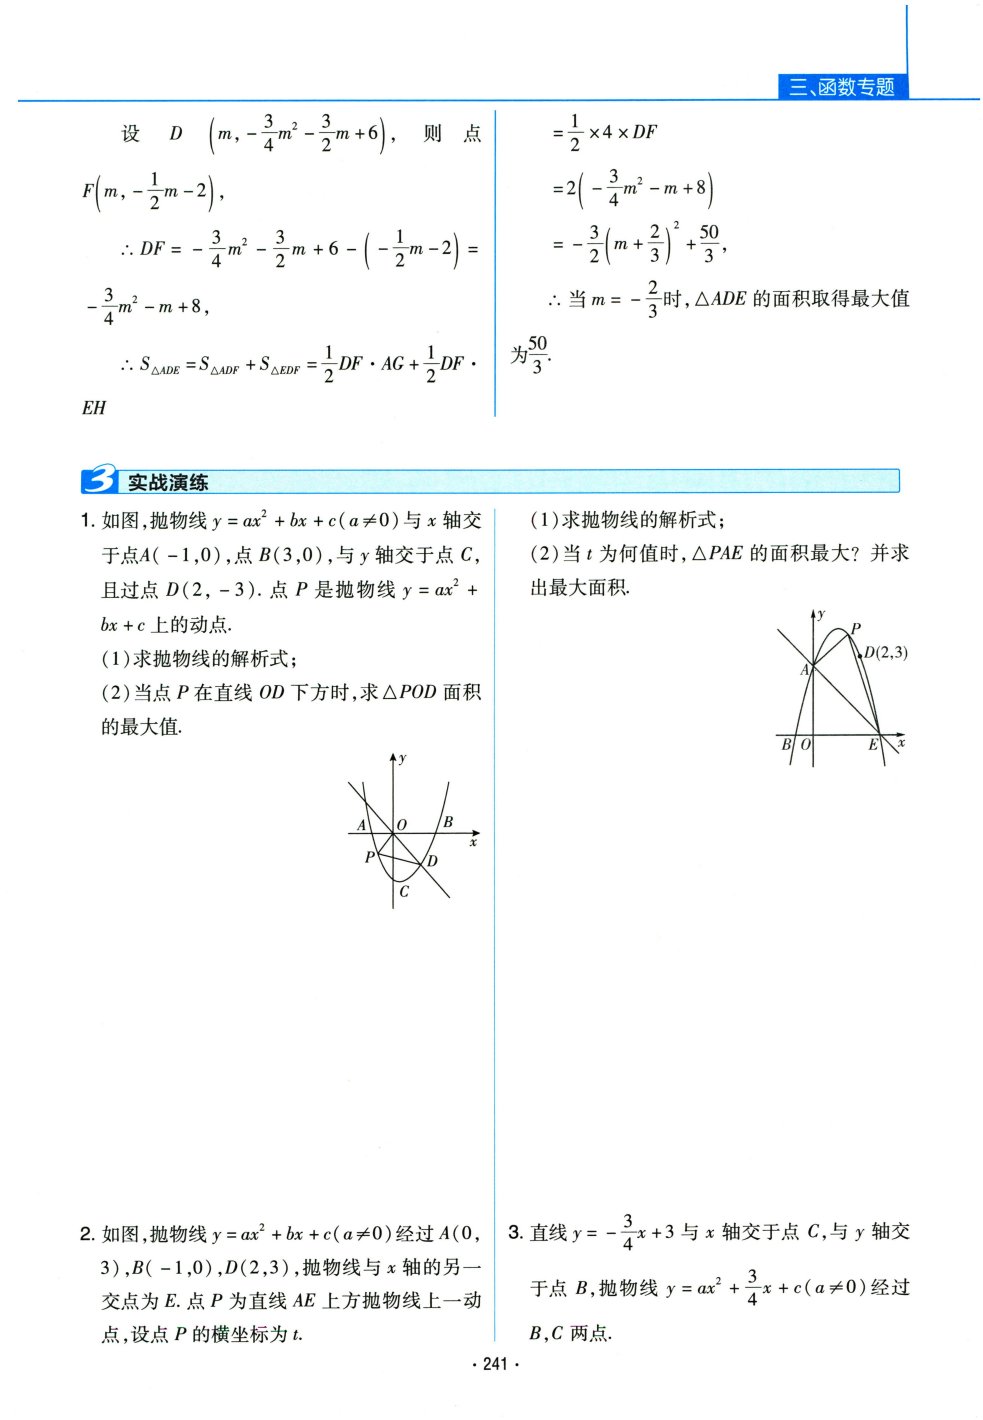 三、函数专题
设 D (m, -3/4m² - 3/2m + 6), 则 点
F(m, -1/2m - 2),
∴ DF = -3/4m² - 3/2m + 6 - (-1/2m - 2) =
-3/4m² - m + 8,
∴ S△ADE = S△ADF + S△EDF = 1/2DF · AG + 1/2DF ·
EH
= 1/2 × 4 × DF
= 2(-3/4m² - m + 8)
= -3/2(m + 2/3)² + 50/3,
∴ 当 m = -2/3时, △ADE 的面积取得最大值
为50/3.
3 实战演练
1. 如图,抛物线 y = ax² + bx + c(a≠0)与 x 轴交
于点A(-1,0),点 B(3,0),与 y 轴交于点 C,
且过点 D(2, -3). 点 P 是抛物线 y = ax² +
bx + c 上的动点.
(1)求抛物线的解析式;
(2)当点 P 在直线 OD 下方时,求△POD 面积
的最大值.
y
A
O
B
x
P
D
C
2. 如图,抛物线 y = ax² + bx + c(a≠0)经过 A(0,
3),B(-1,0),D(2,3),抛物线与 x 轴的另一
交点为 E. 点 P 为直线 AE 上方抛物线上一动
点,设点 P 的横坐标为 t.
(1)求抛物线的解析式;
(2)当 t 为何值时, △PAE 的面积最大? 并求
出最大面积.
y
P
D(2,3)
A
B
O
E
x
3. 直线 y = -3/4x + 3 与 x 轴交于点 C,与 y 轴交
于点 B,抛物线 y = ax² + 3/4x + c(a≠0)经过
B,C 两点.
· 241 ·